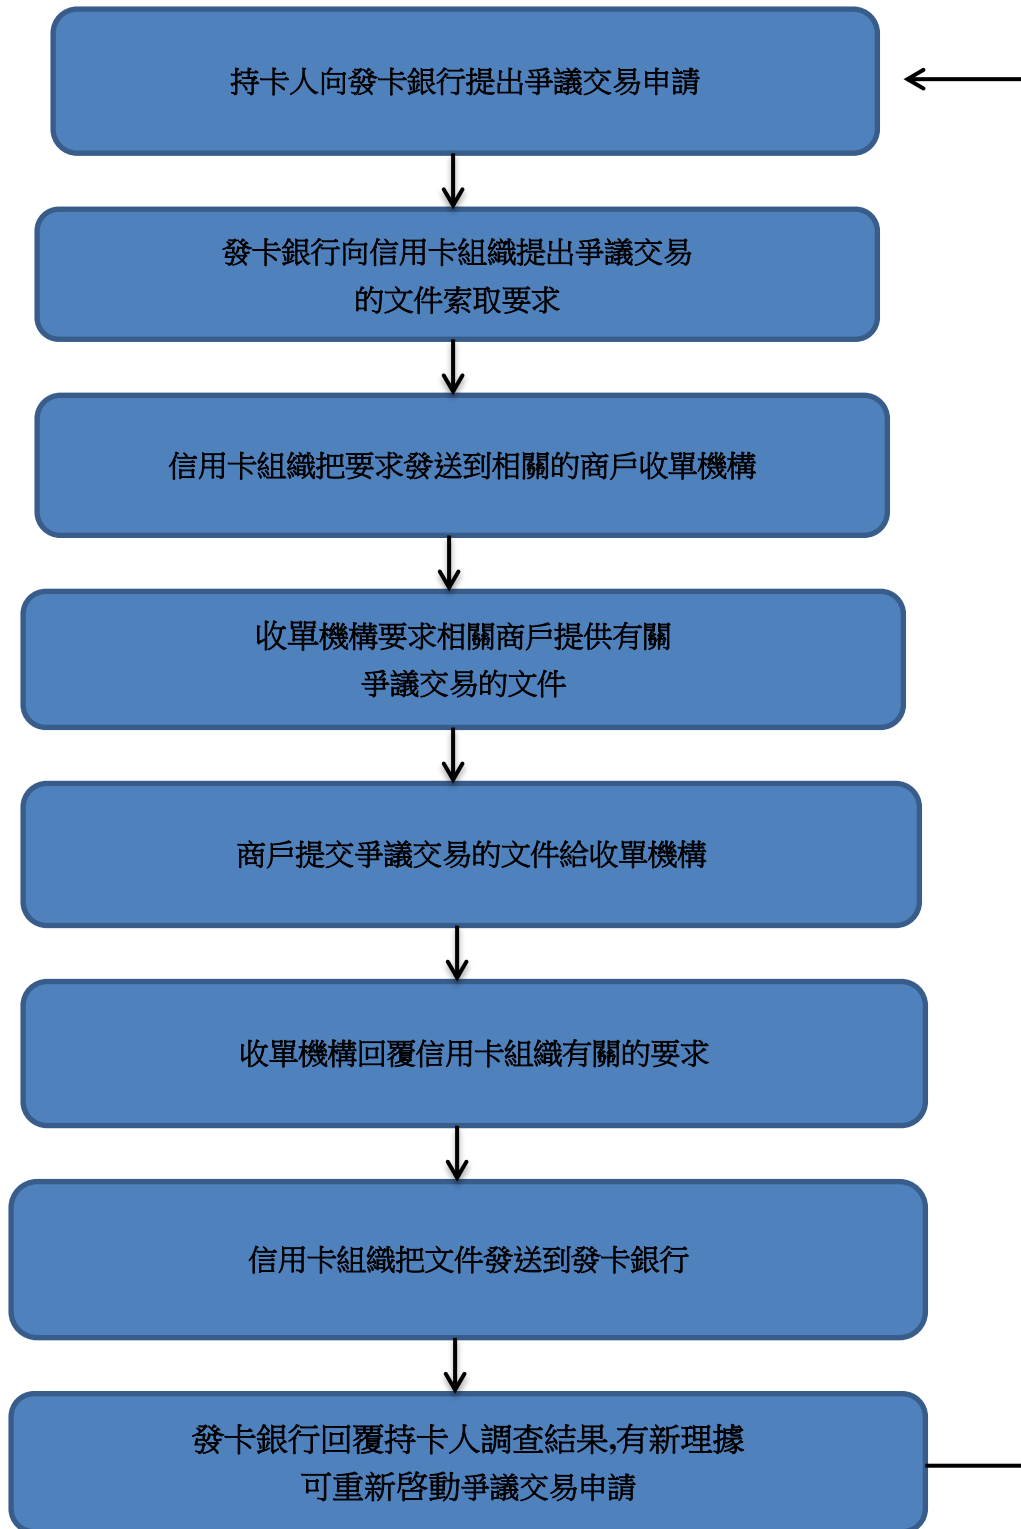 持卡人向發卡銀行提出爭議交易申請
發卡銀行向信用卡組織提出爭議交易
的文件索取要求
信用卡組織把要求發送到相關的商戶收單機構
收單機構要求相關商戶提供有關
爭議交易的文件
商戶提交爭議交易的文件給收單機構
收單機構回覆信用卡組織有關的要求
信用卡組織把文件發送到發卡銀行
發卡銀行回覆持卡人調查結果,有新理據
可重新啓動爭議交易申請